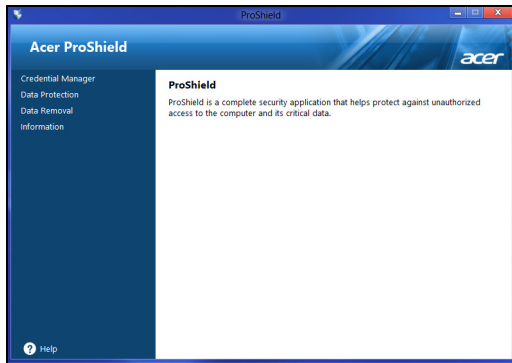 ProShield
Acer ProShield
acer
Credential Manager
Data Protection
Data Removal
Information
ProShield
ProShield is a complete security application that helps protect against unauthorized
access to the computer and its critical data.
? Help